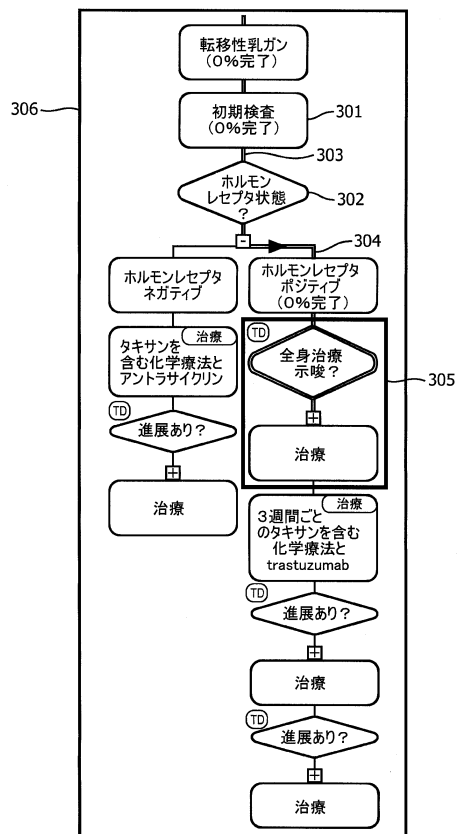 転移性乳ガン
(0%完了)
306
初期検査
(0%完了)
301
303
ホルモン
レセプタ状態
?
302
-
304
ホルモンレセプタ
ネガティブ
ホルモンレセプタ
ポジティブ
(0%完了)
治療
タキサンを
含む化学療法と
アントラサイクリン
TD
全身治療
示唆?
305
TD
進展あり?
+
治療
+
治療
治療
3週間ごと
のタキサンを含む
化学療法と
trastuzumab
TD
進展あり?
+
治療
TD
進展あり?
+
治療